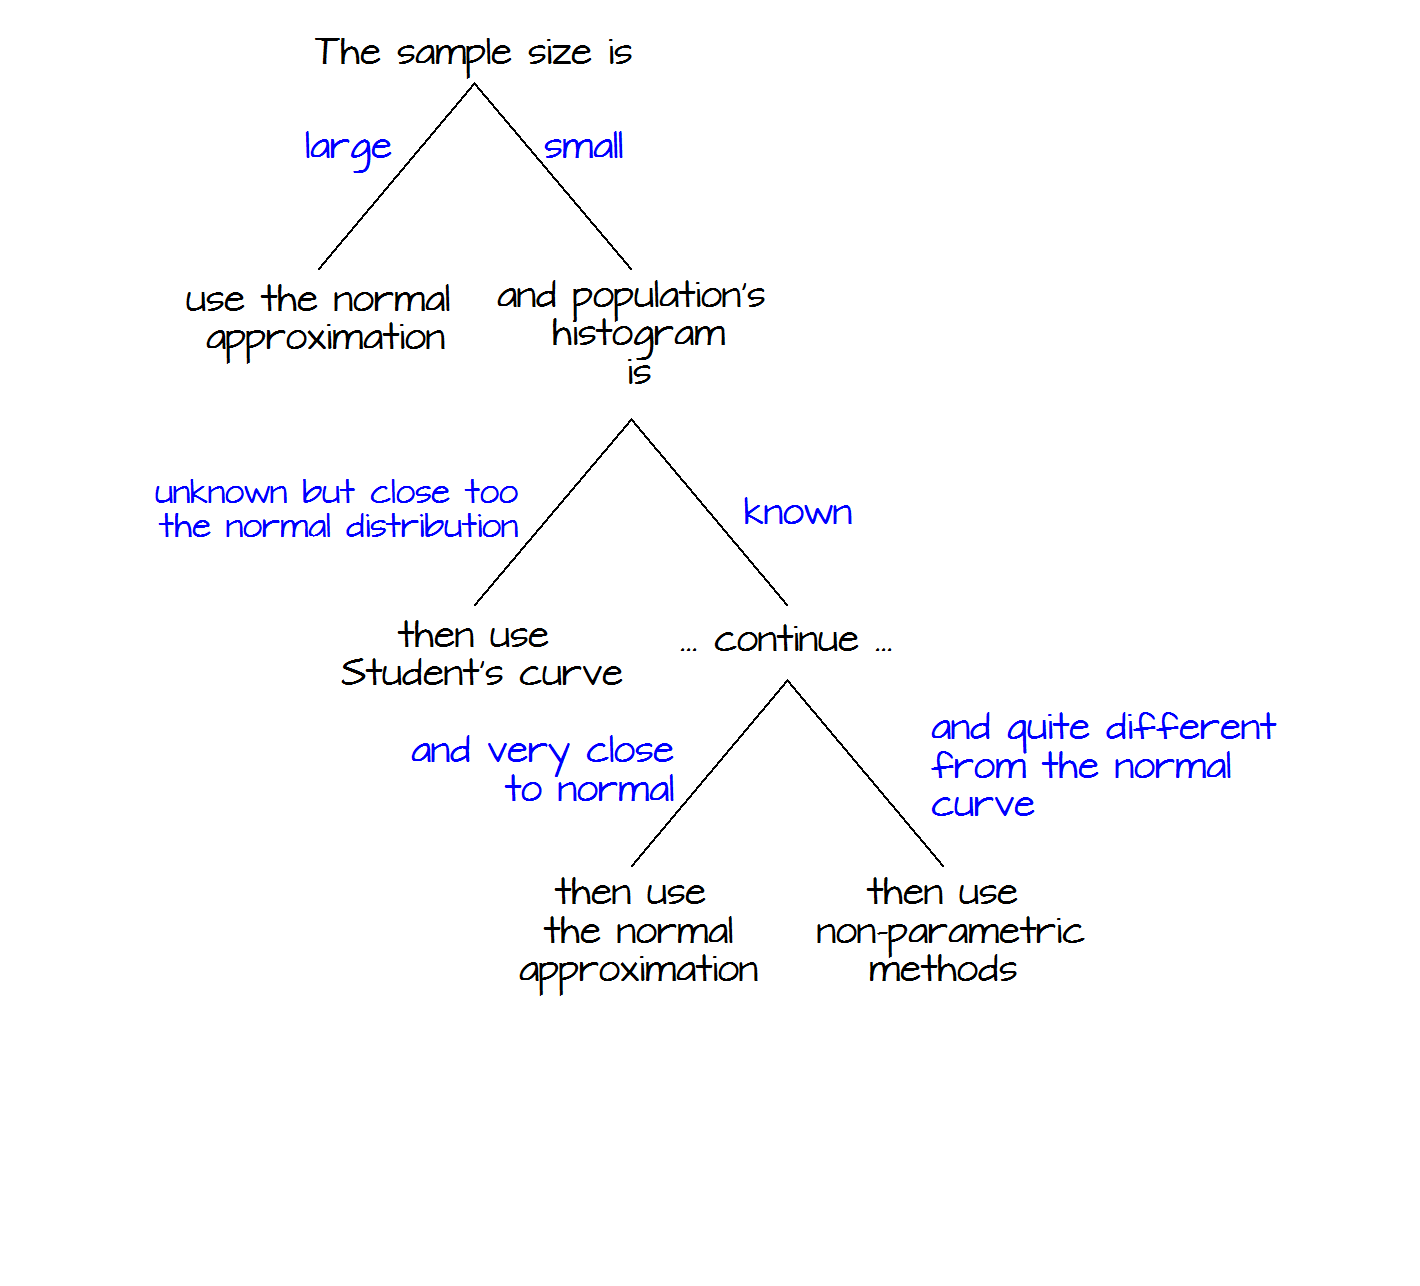 The sample size is
large
small
use the normal
approximation
and population's
histogram
is
unknown but close too
the normal distribution
known
then use
Student's curve
... continue ...
and very close
to normal
and quite different
from the normal
curve
then use
the normal
approximation
then use
non-parametric
methods